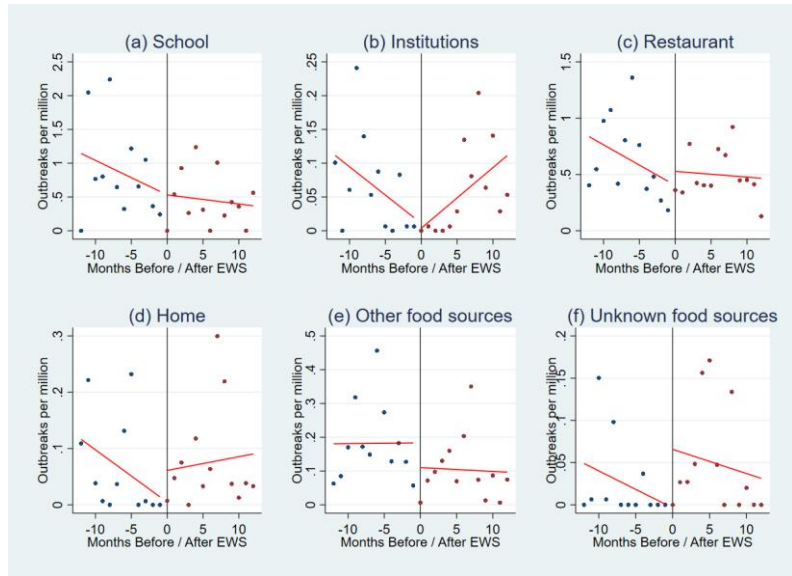 (a) School
Outbreaks per million
0 .5 1 1.5 2 2.5
-10 -5 0 5 10
Months Before / After EWS
(b) Institutions
Outbreaks per million
0 .05 .1 .15 .2 .25
-10 -5 0 5 10
Months Before / After EWS
(c) Restaurant
Outbreaks per million
0 .5 1 1.5
-10 -5 0 5 10
Months Before / After EWS
(d) Home
Outbreaks per million
0 .1 .2 .3
-10 -5 0 5 10
Months Before / After EWS
(e) Other food sources
Outbreaks per million
0 .1 .2 .3 .4 .5
-10 -5 0 5 10
Months Before / After EWS
(f) Unknown food sources
Outbreaks per million
0 .05 .1 .15 .2
-10 -5 0 5 10
Months Before / After EWS